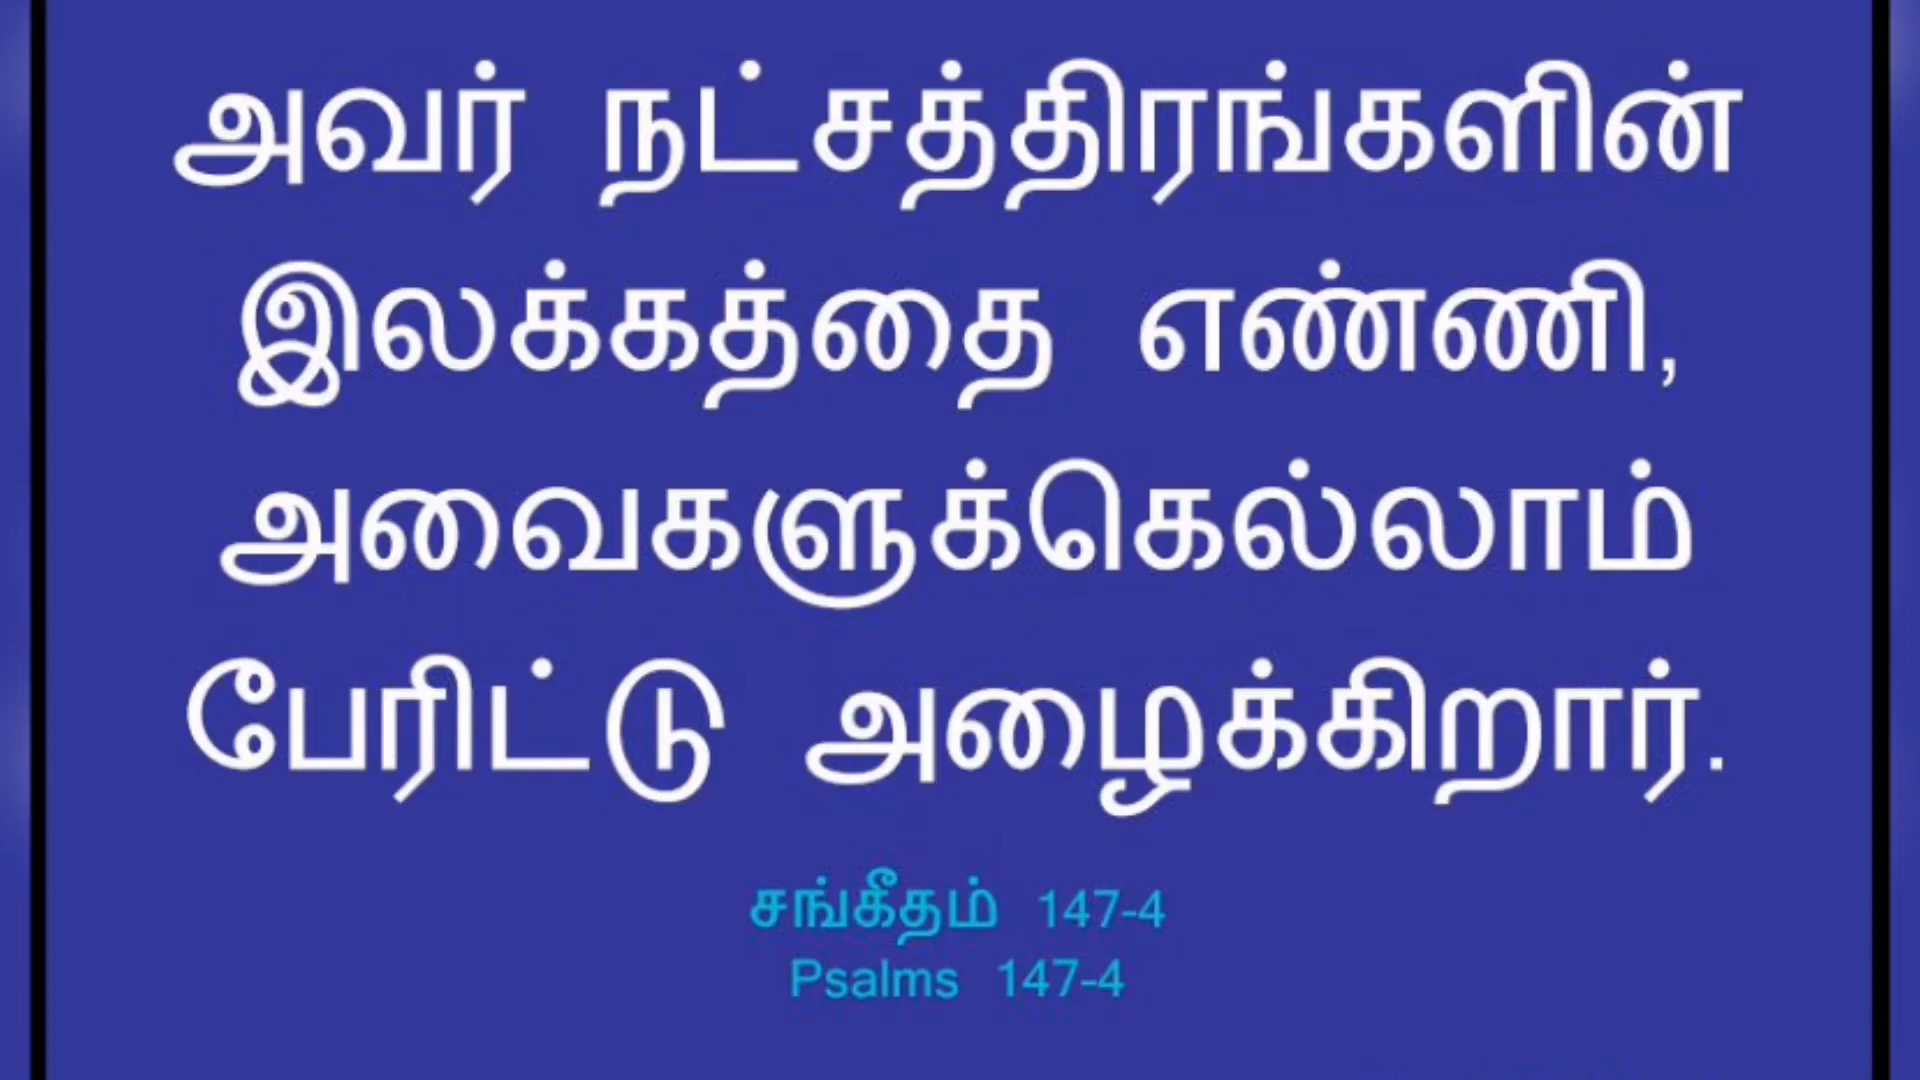 அவர் நட்சத்திரங்களின்
இலக்கத்தை எண்ணி,
அவைகளுக்கெல்லாம்
பேரிட்டு அழைக்கிறார்.
சங்கீதம் 147-4
Psalms 147-4